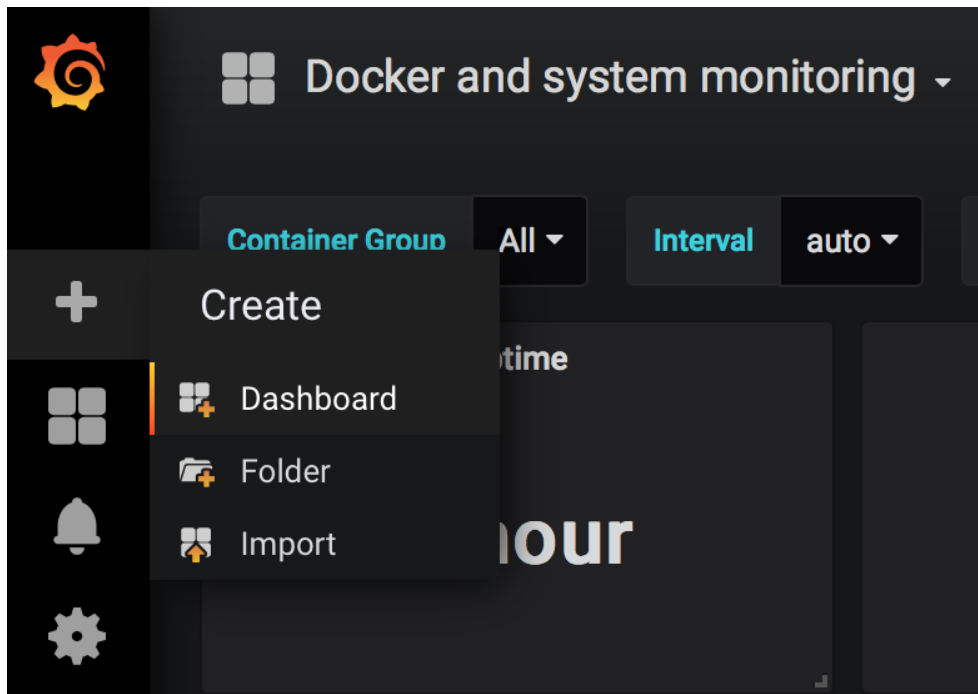 Docker and system monitoring
Container Group All Interval auto
Create
Dashboard
Folder
Import